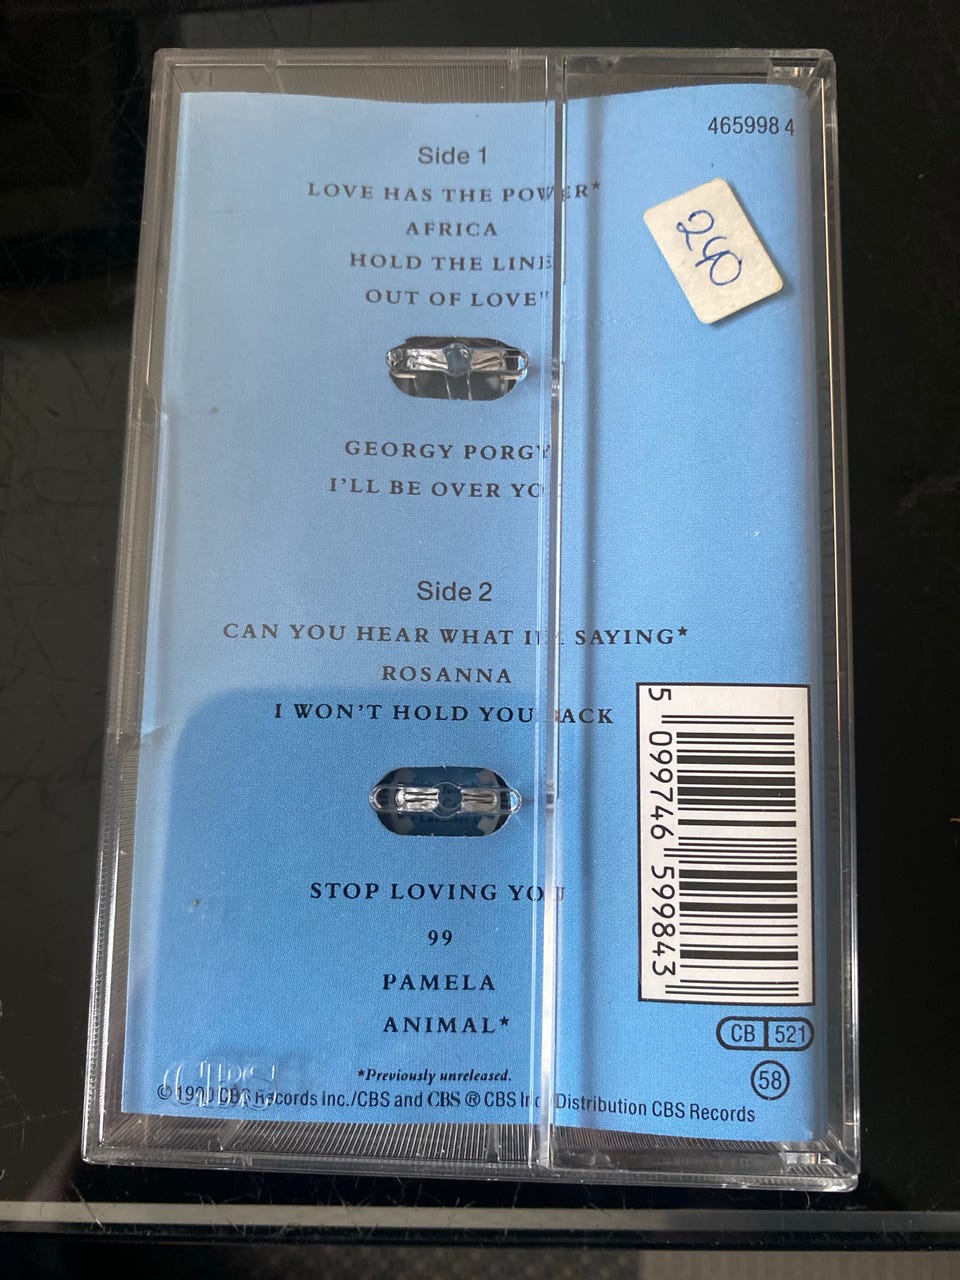 465998 4
240
Side 1
LOVE HAS THE POWER*
AFRICA
HOLD THE LINE
OUT OF LOVE*
GEORGY PORGY
I'LL BE OVER YOU
Side 2
CAN YOU HEAR WHAT I'M SAYING*
ROSANNA
I WON'T HOLD YOU BACK
STOP LOVING YOU
99
PAMELA
ANIMAL*
5 099746 599843
CB 521
58
*Previously unreleased.
© 1990 CBS Records Inc./CBS and CBS ® CBS Inc./Distribution CBS Records
CBS